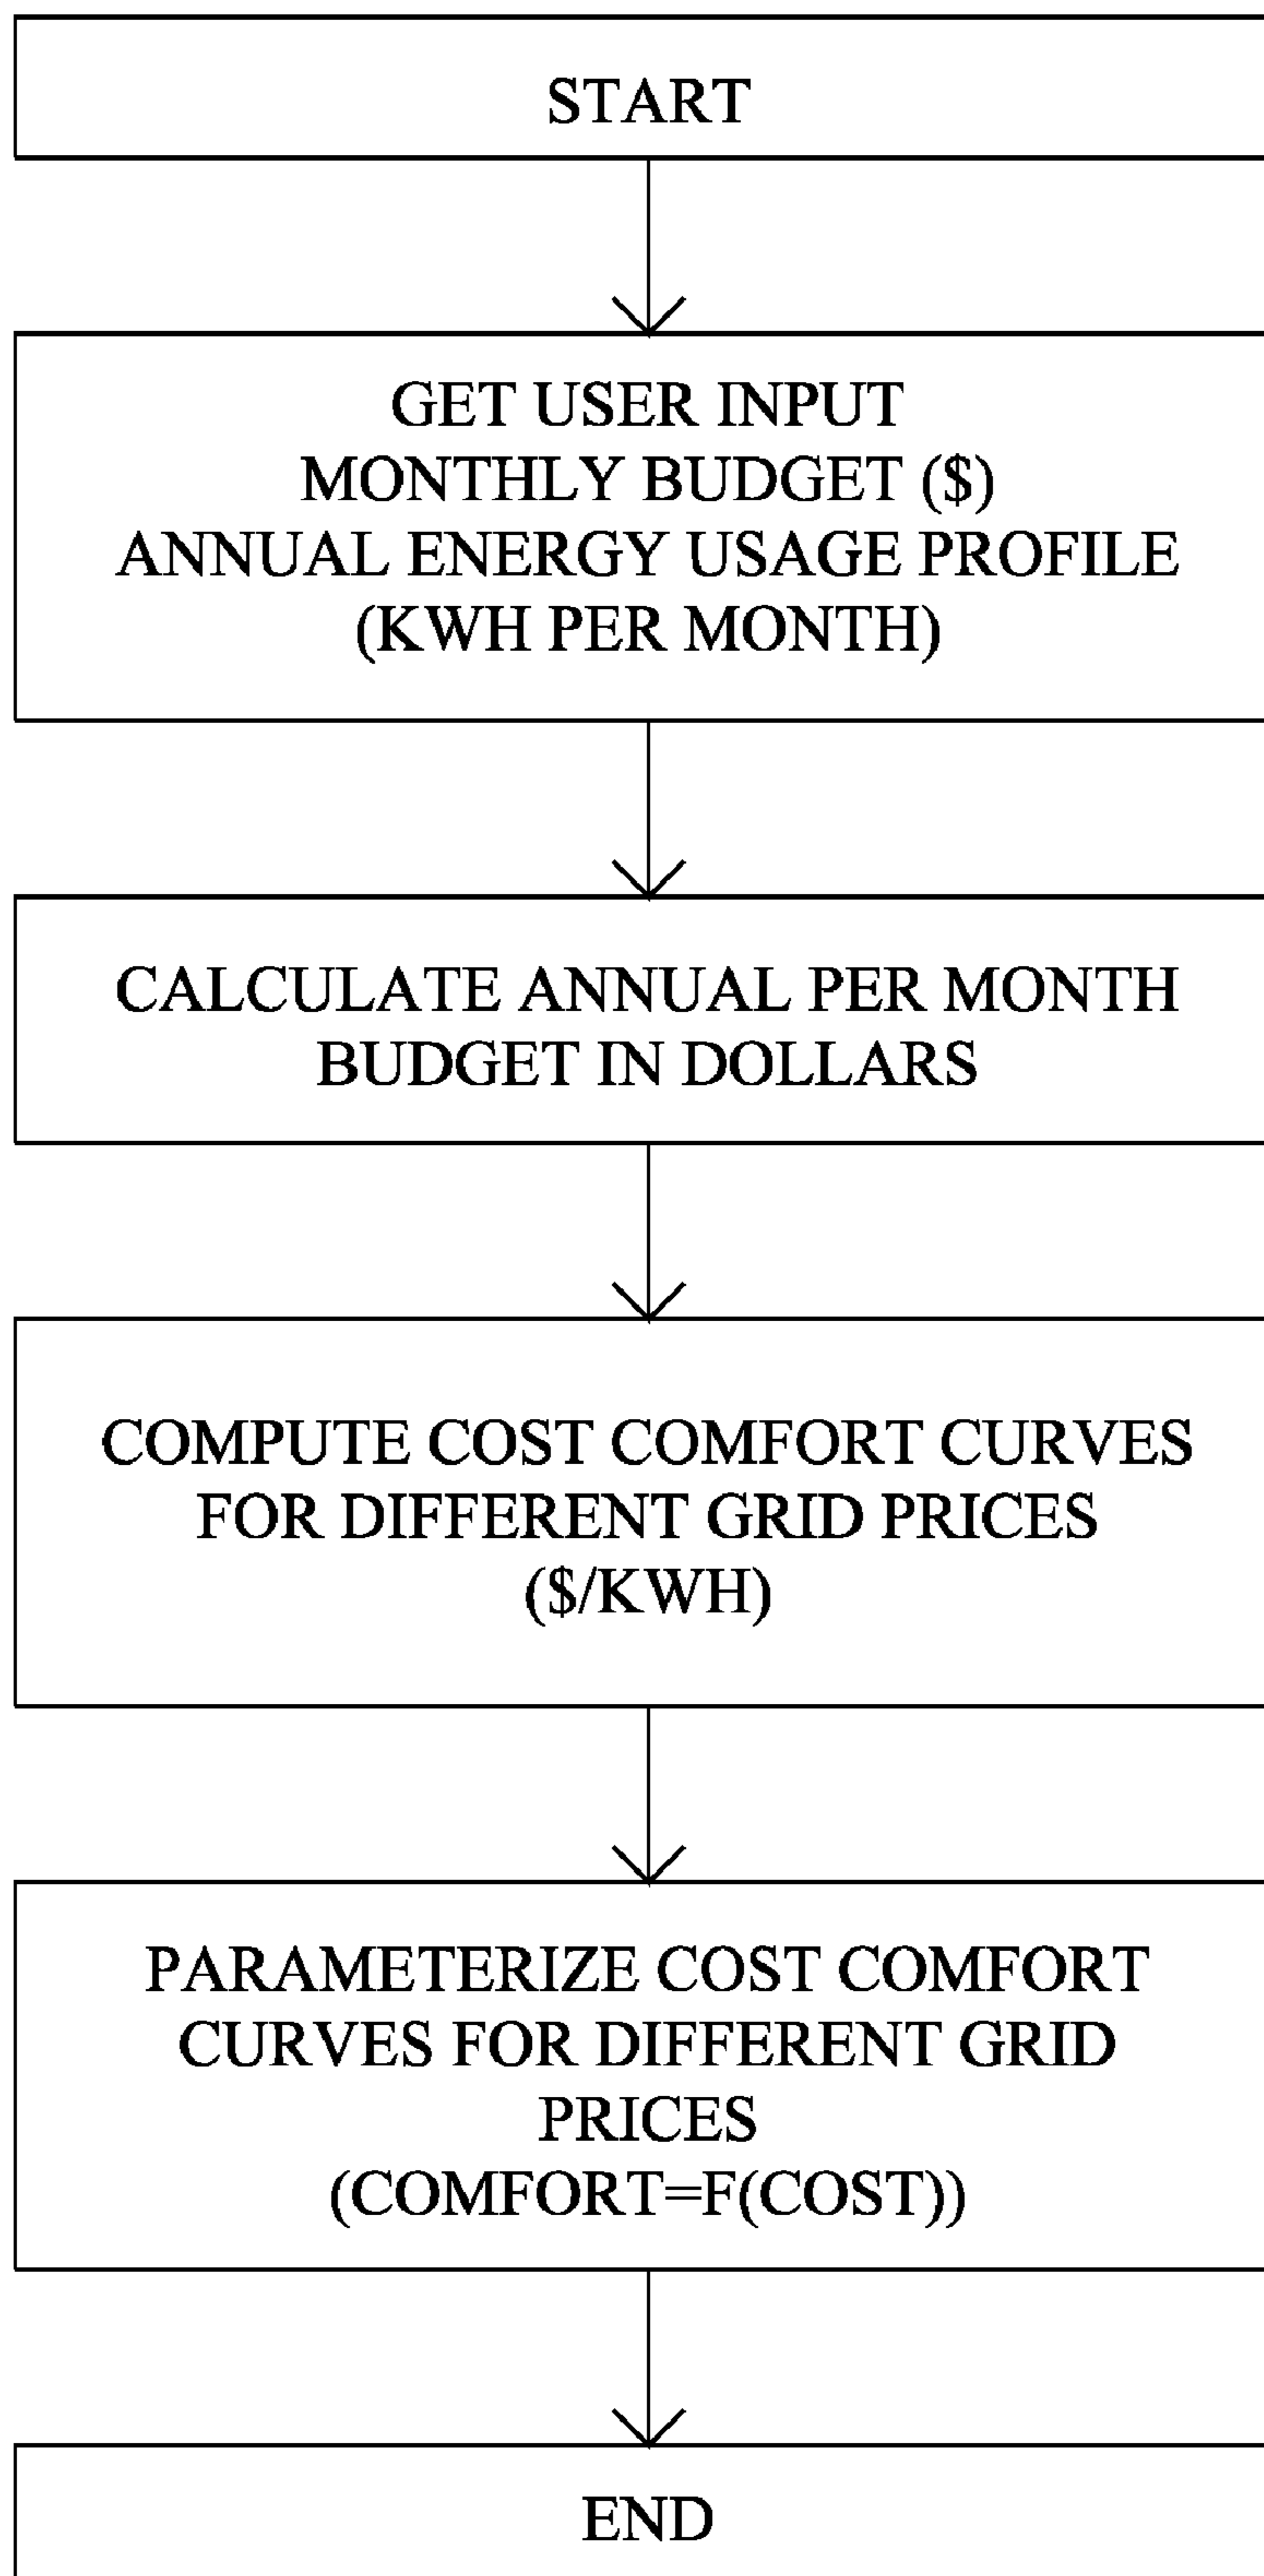 START
GET USER INPUT
MONTHLY BUDGET ($)
ANNUAL ENERGY USAGE PROFILE
(KWH PER MONTH)
CALCULATE ANNUAL PER MONTH
BUDGET IN DOLLARS
COMPUTE COST COMFORT CURVES
FOR DIFFERENT GRID PRICES
($/KWH)
PARAMETERIZE COST COMFORT
CURVES FOR DIFFERENT GRID
PRICES
(COMFORT=F(COST))
END